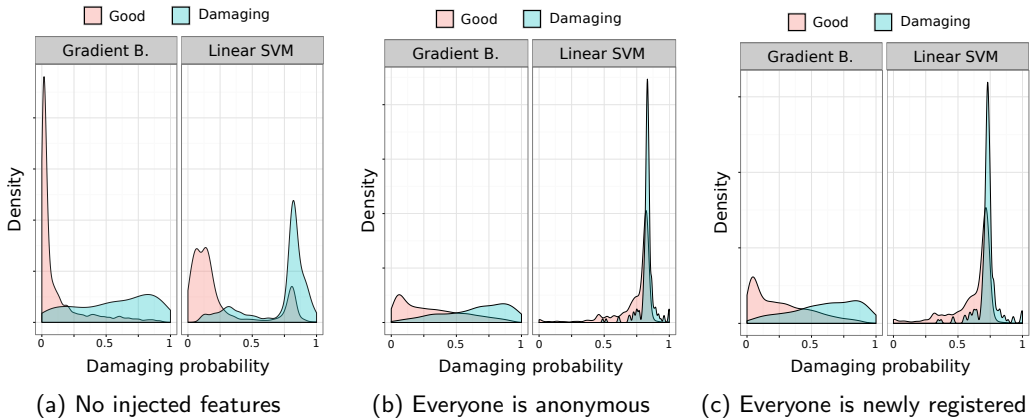 Good Damaging
Gradient B. Linear SVM
Density
0 0.5 1 0 0.5 1
Damaging probability
(a) No injected features
Good Damaging
Gradient B. Linear SVM
Density
0 0.5 1 0 0.5 1
Damaging probability
(b) Everyone is anonymous
Good Damaging
Gradient B. Linear SVM
Density
0 0.5 1 0 0.5 1
Damaging probability
(c) Everyone is newly registered